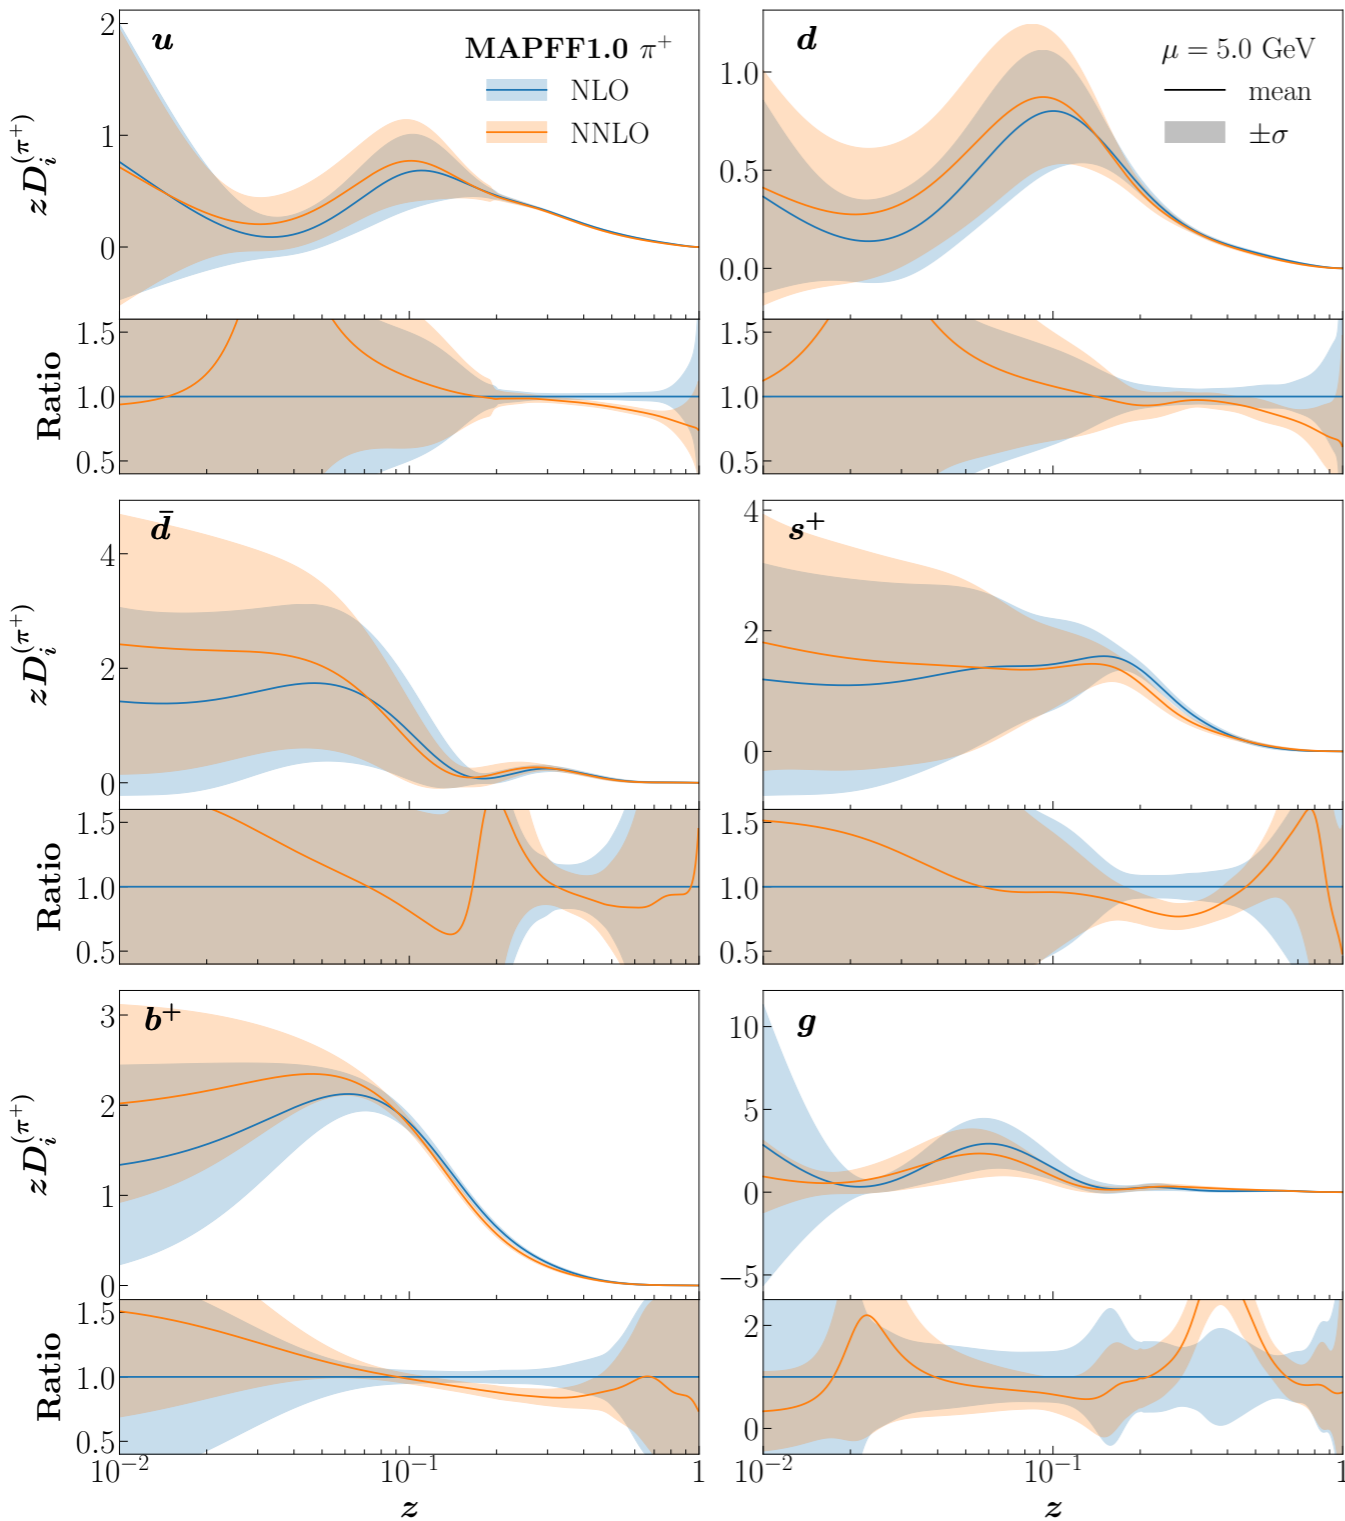 u
MAPFF1.0 π⁺
NLO
NNLO
2
1
0
zD_i^(π⁺)
1.5
1.0
0.5
Ratio
d
μ = 5.0 GeV
mean
±σ
1.0
0.5
0.0
1.5
1.0
0.5
d̄
4
2
0
zD_i^(π⁺)
1.5
1.0
0.5
Ratio
s⁺
4
2
0
1.5
1.0
0.5
b⁺
3
2
1
0
zD_i^(π⁺)
1.5
1.0
0.5
Ratio
10⁻² 10⁻¹ 1
z
g
10
5
0
−5
2
1
0
10⁻² 10⁻¹ 1
z